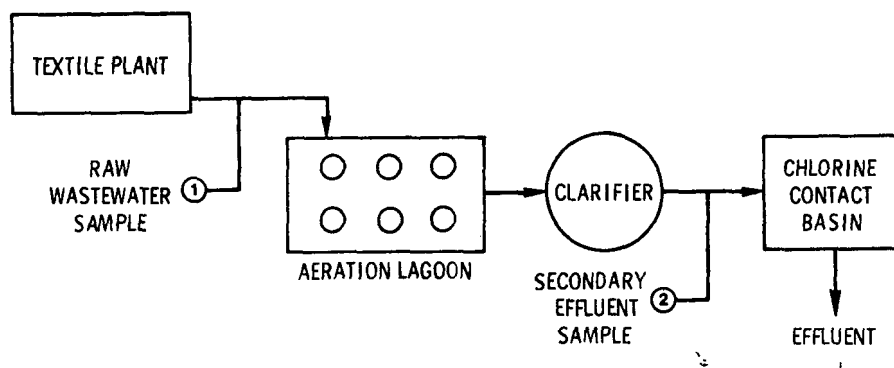 TEXTILE PLANT
RAW
WASTEWATER
SAMPLE
1
AERATION LAGOON
CLARIFIER
SECONDARY
EFFLUENT
SAMPLE
2
CHLORINE
CONTACT
BASIN
EFFLUENT